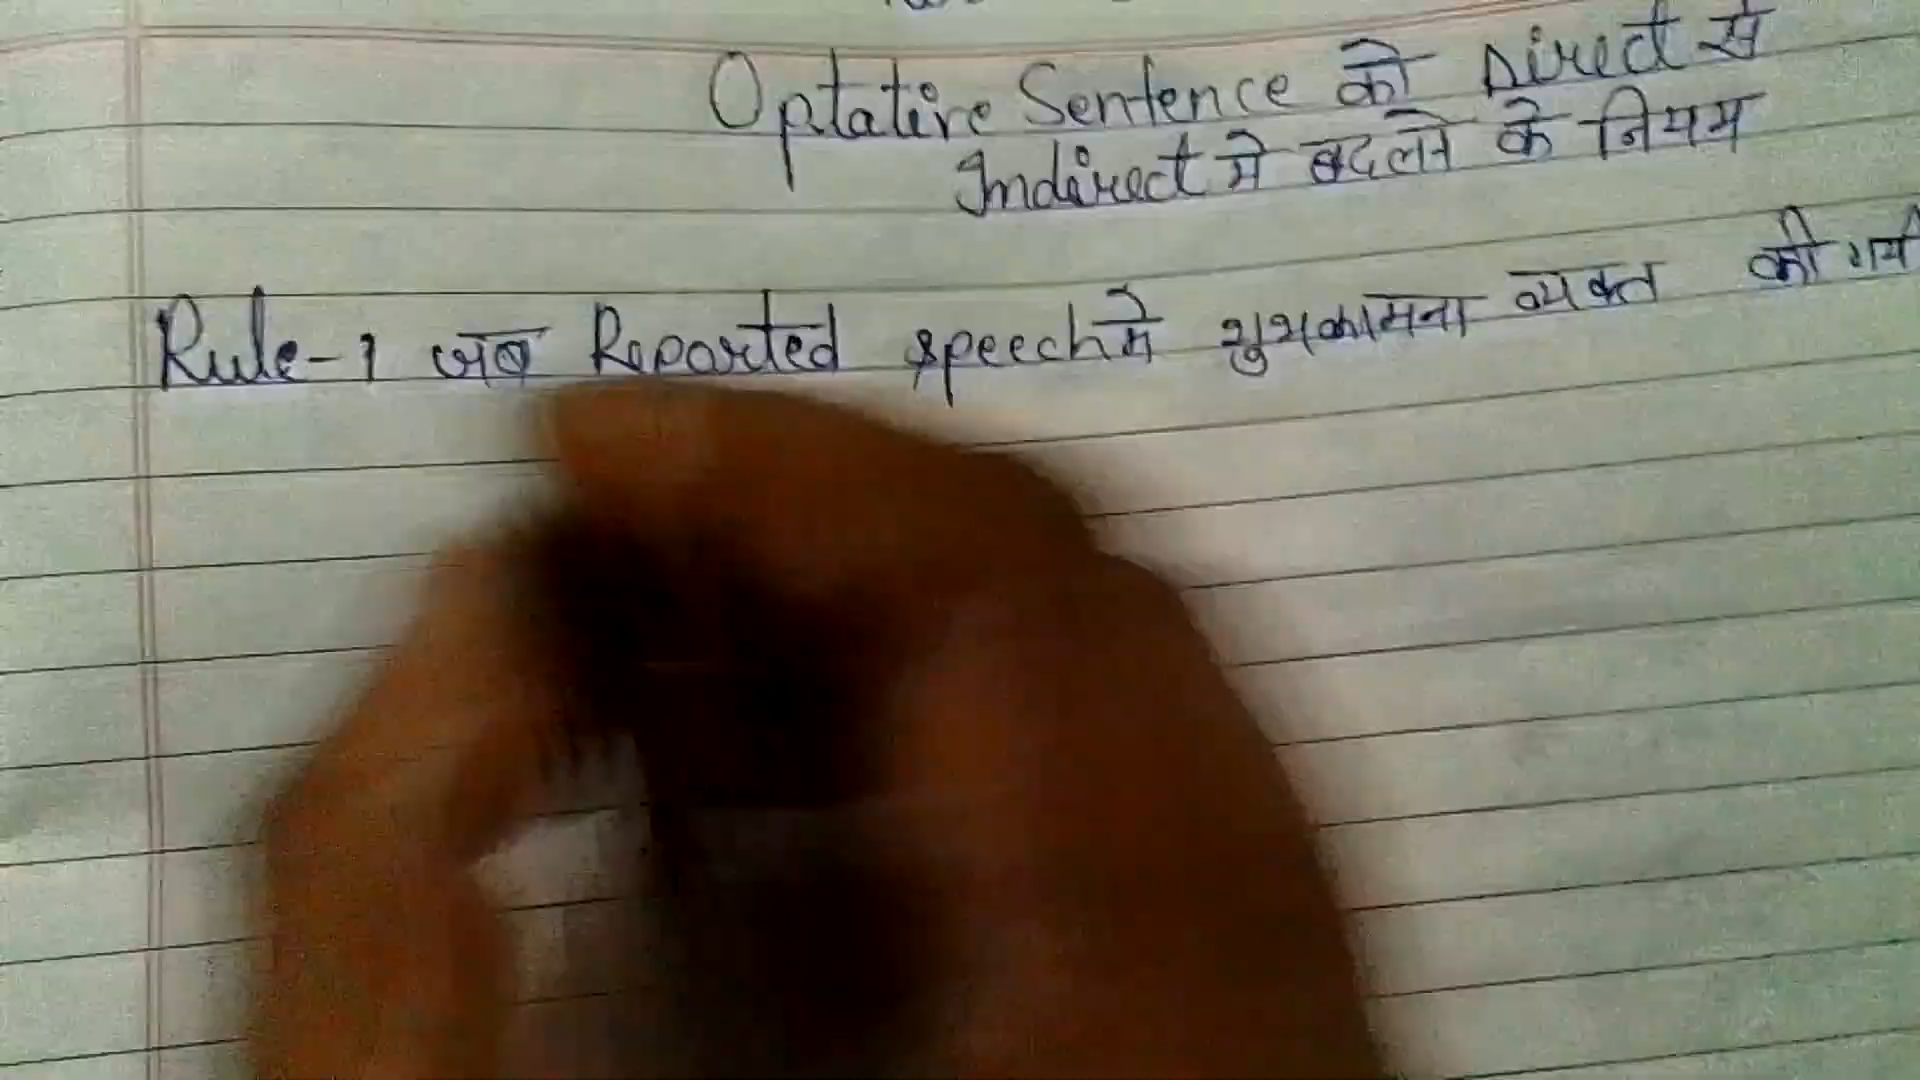 Optative Sentence को Direct से
Indirect मे बदलने के नियम
Rule-1 जब Reported speech मे शुभकामना व्यक्त की गयी